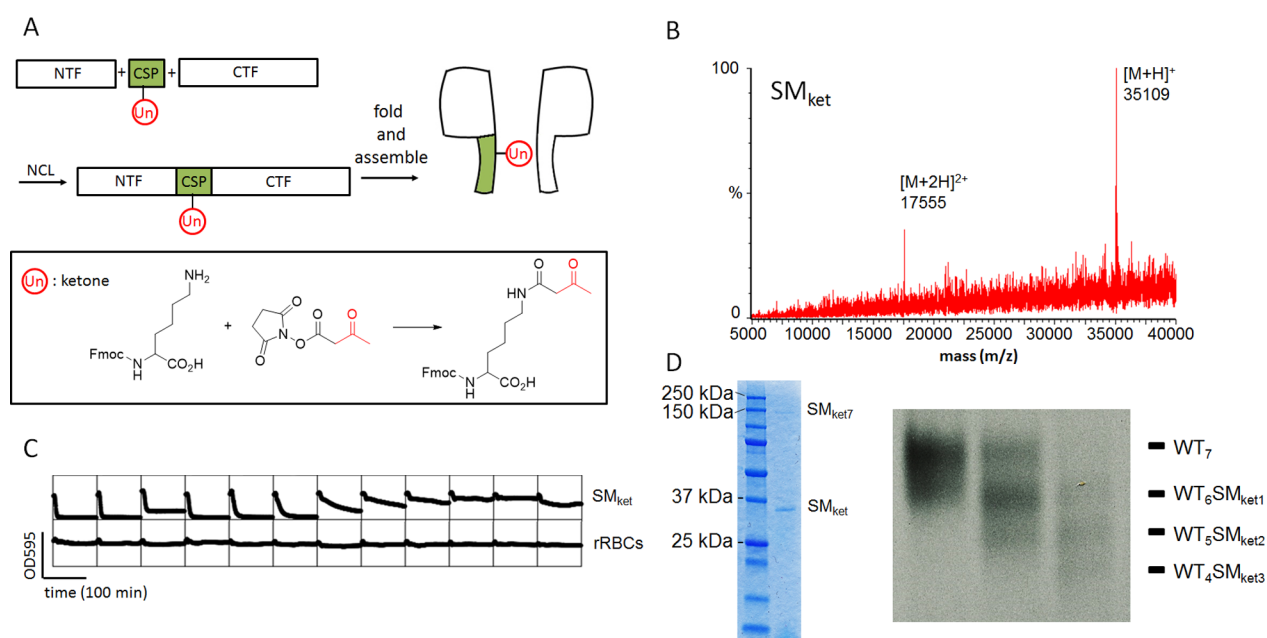 A
NTF + CSP + CTF
Un
NCL
NTF CSP CTF
Un
fold
and
assemble
Un
Un : ketone
NH2
Fmoc N H CO2H
+
O N O O O O
O O
HN
Fmoc N H CO2H
B
SMket
100
%
0
[M+H]+
35109
[M+2H]2+
17555
5000 10000 15000 20000 25000 30000 35000 40000
mass (m/z)
C
SMket
rRBCs
OD595
time (100 min)
D
250 kDa
150 kDa
37 kDa
25 kDa
SMket7
SMket
WT7
WT6SMket1
WT5SMket2
WT4SMket3